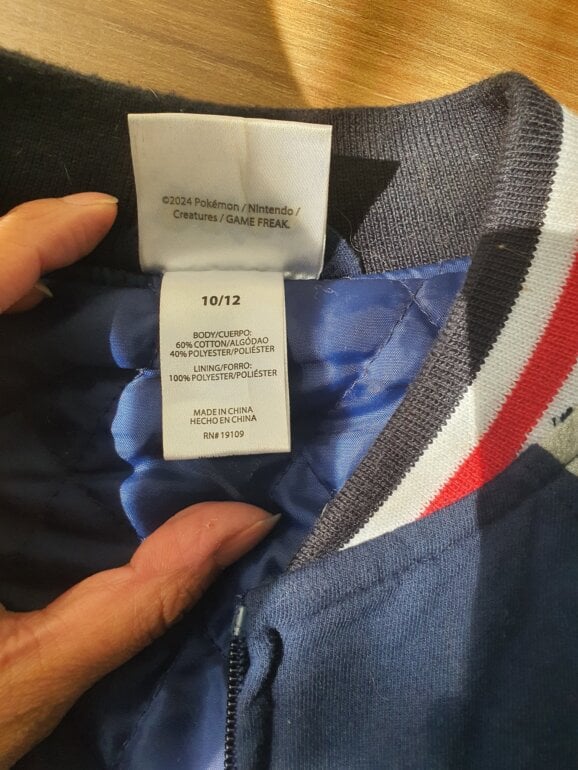 ©2024 Pokémon / Nintendo /
Creatures / GAME FREAK.
10/12
BODY/CUERPO:
60% COTTON/ALGÓDAO
40% POLYESTER/POLIÉSTER
LINING/FORRO:
100% POLYESTER/POLIÉSTER
MADE IN CHINA
HECHO EN CHINA
RN# 19109